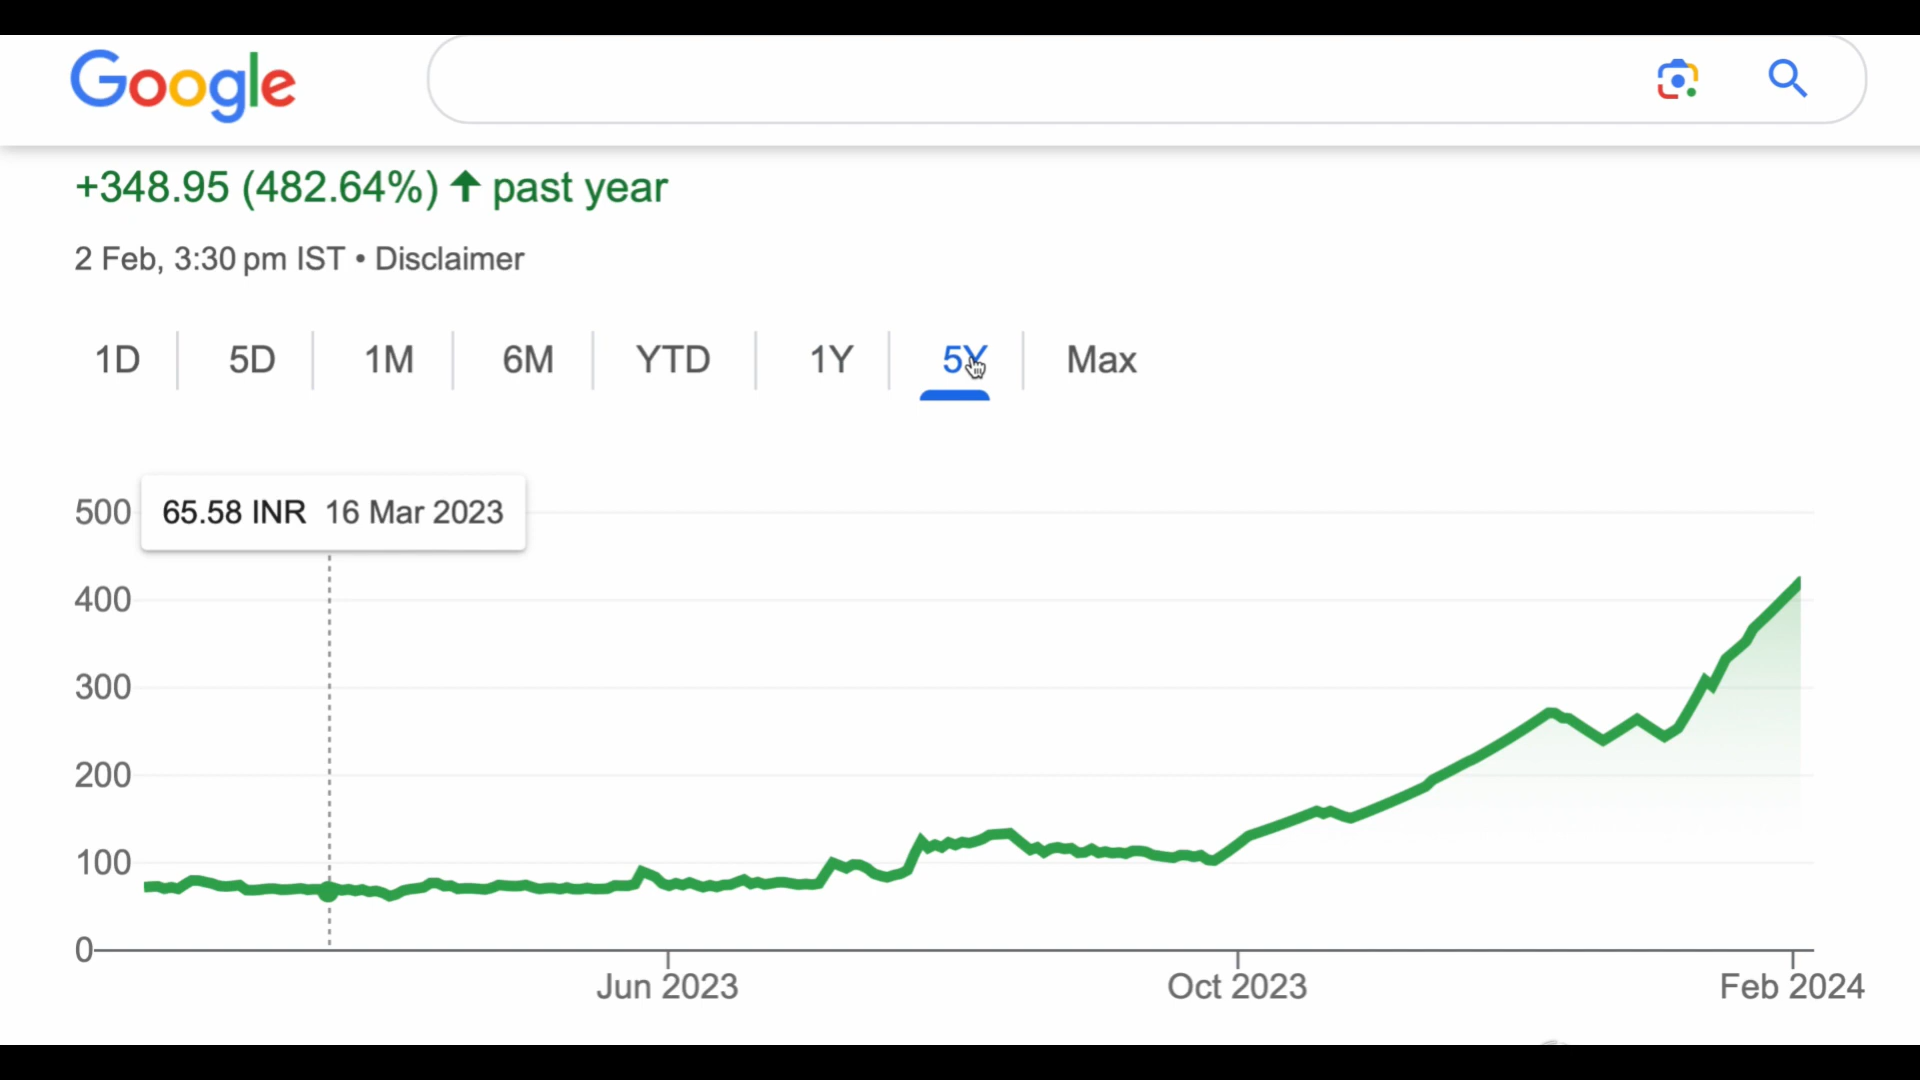 Google
+348.95 (482.64%) ↑ past year
2 Feb, 3:30 pm IST • Disclaimer
1D 5D 1M 6M YTD 1Y 5Y Max
500
65.58 INR 16 Mar 2023
400
300
200
100
0
Jun 2023 Oct 2023 Feb 2024